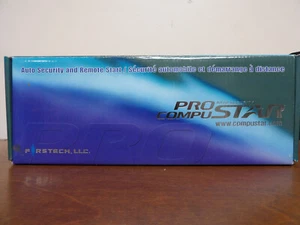 Auto Security and Remote Start / Sécurité automobile et démarrage à distance
PRO
COMPUSTAR
www.compustar.com
FIRSTECH, LLC.